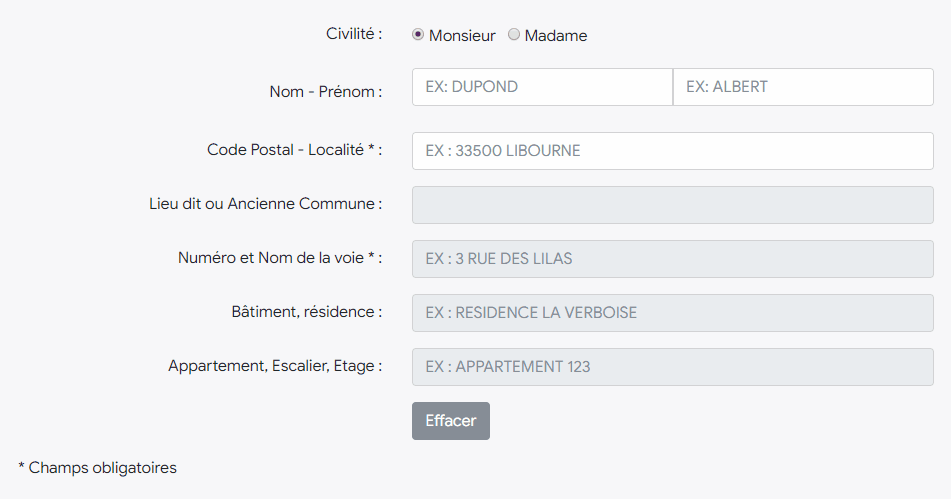 Civilité : Monsieur Madame
Nom - Prénom : EX: DUPOND EX: ALBERT
Code Postal - Localité * : EX : 33500 LIBOURNE
Lieu dit ou Ancienne Commune :
Numéro et Nom de la voie * : EX : 3 RUE DES LILAS
Bâtiment, résidence : EX : RESIDENCE LA VERBOISE
Appartement, Escalier, Etage : EX : APPARTEMENT 123
Effacer
* Champs obligatoires